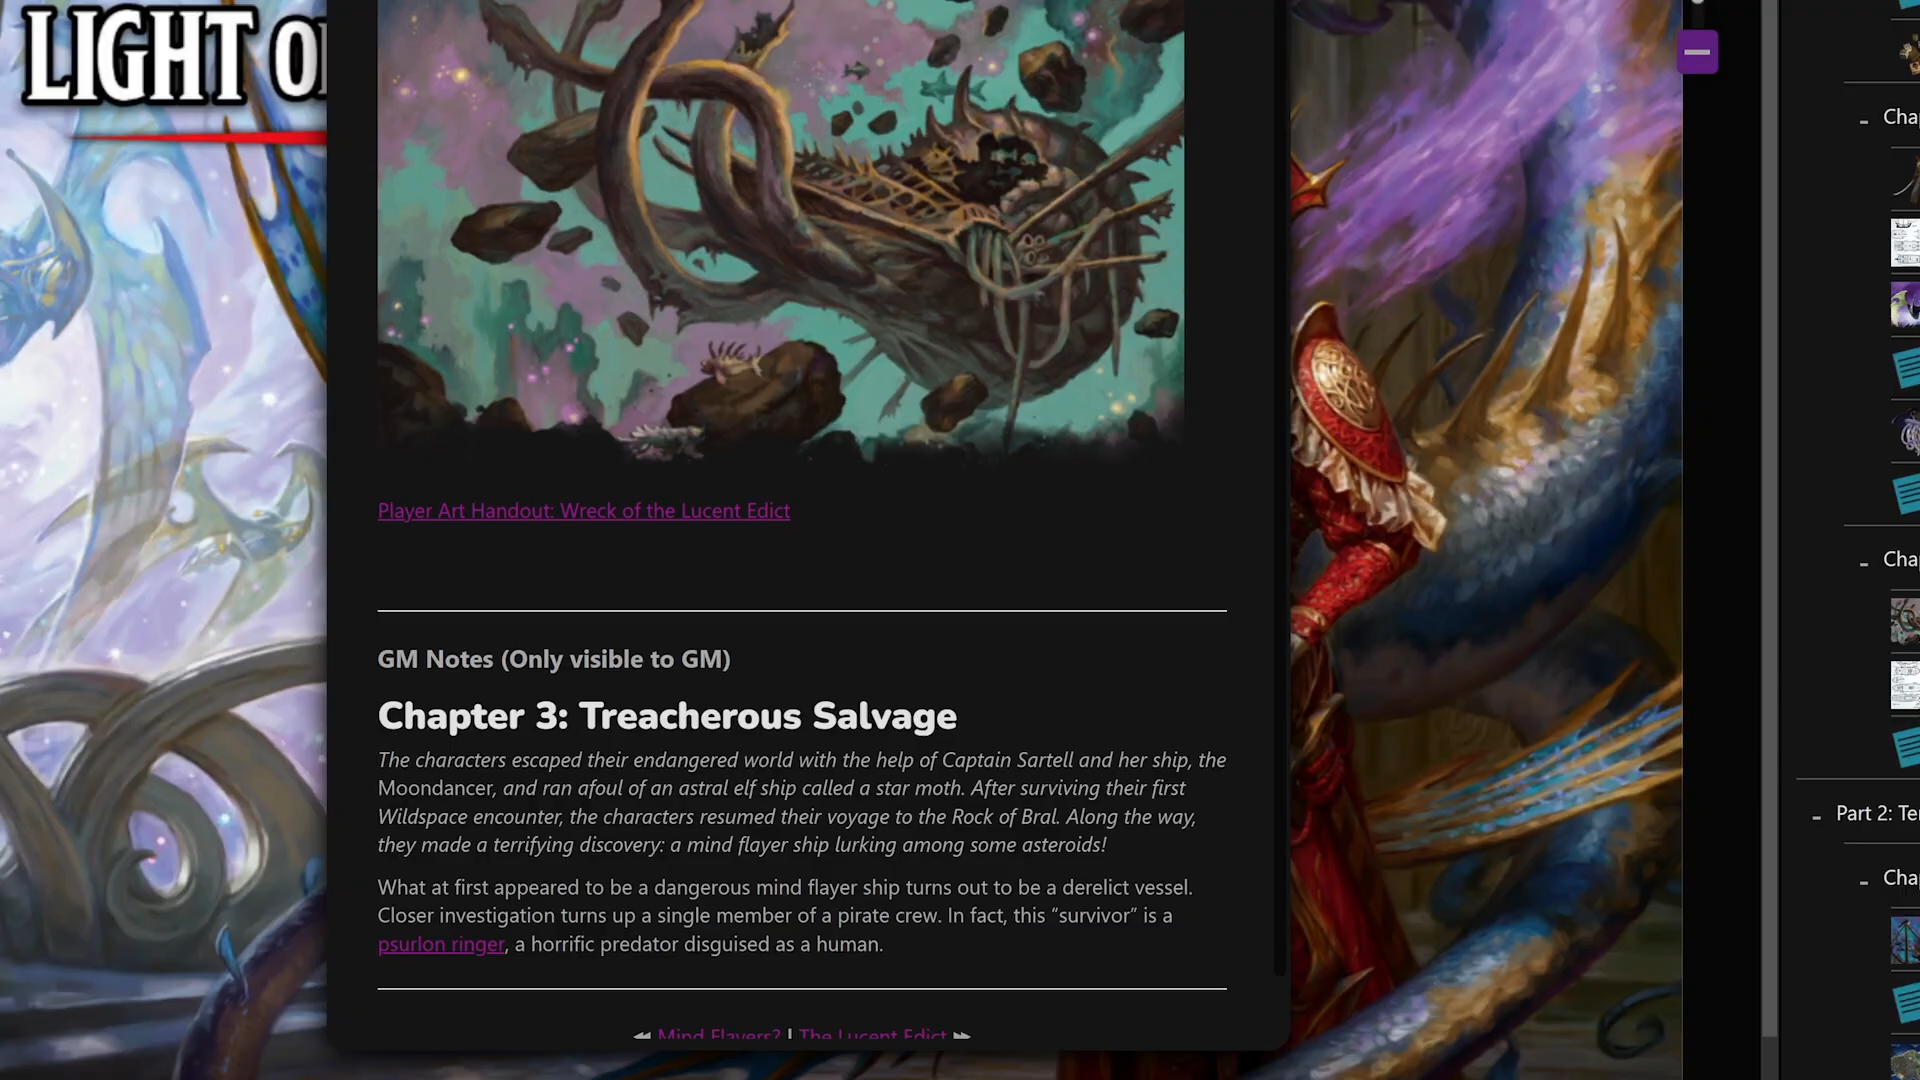 LIGHT O
Player Art Handout: Wreck of the Lucent Edict
GM Notes (Only visible to GM)
Chapter 3: Treacherous Salvage
The characters escaped their endangered world with the help of Captain Sartell and her ship, the
Moondancer, and ran afoul of an astral elf ship called a star moth. After surviving their first
Wildspace encounter, the characters resumed their voyage to the Rock of Bral. Along the way,
they made a terrifying discovery: a mind flayer ship lurking among some asteroids!
What at first appeared to be a dangerous mind flayer ship turns out to be a derelict vessel.
Closer investigation turns up a single member of a pirate crew. In fact, this “survivor” is a
psurlon ringer, a horrific predator disguised as a human.
Mind Flayers? | The Lucent Edict
Cha
Cha
Part 2: Te
Cha